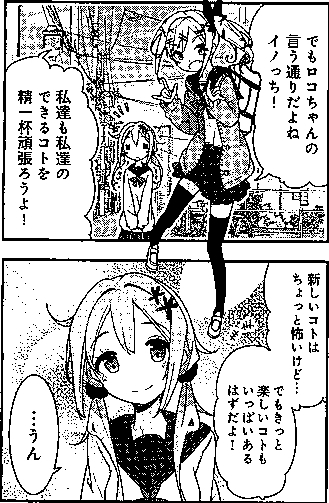 でもロコちゃんの
言う通りだよね
イノっち！
私達も私達の
できるコトを
精一杯頑張ろうよ！
新しいコトは
ちょっと怖いけど…
でもきっと
楽しいコトも
いっぱいある
はずだよ！
…うん